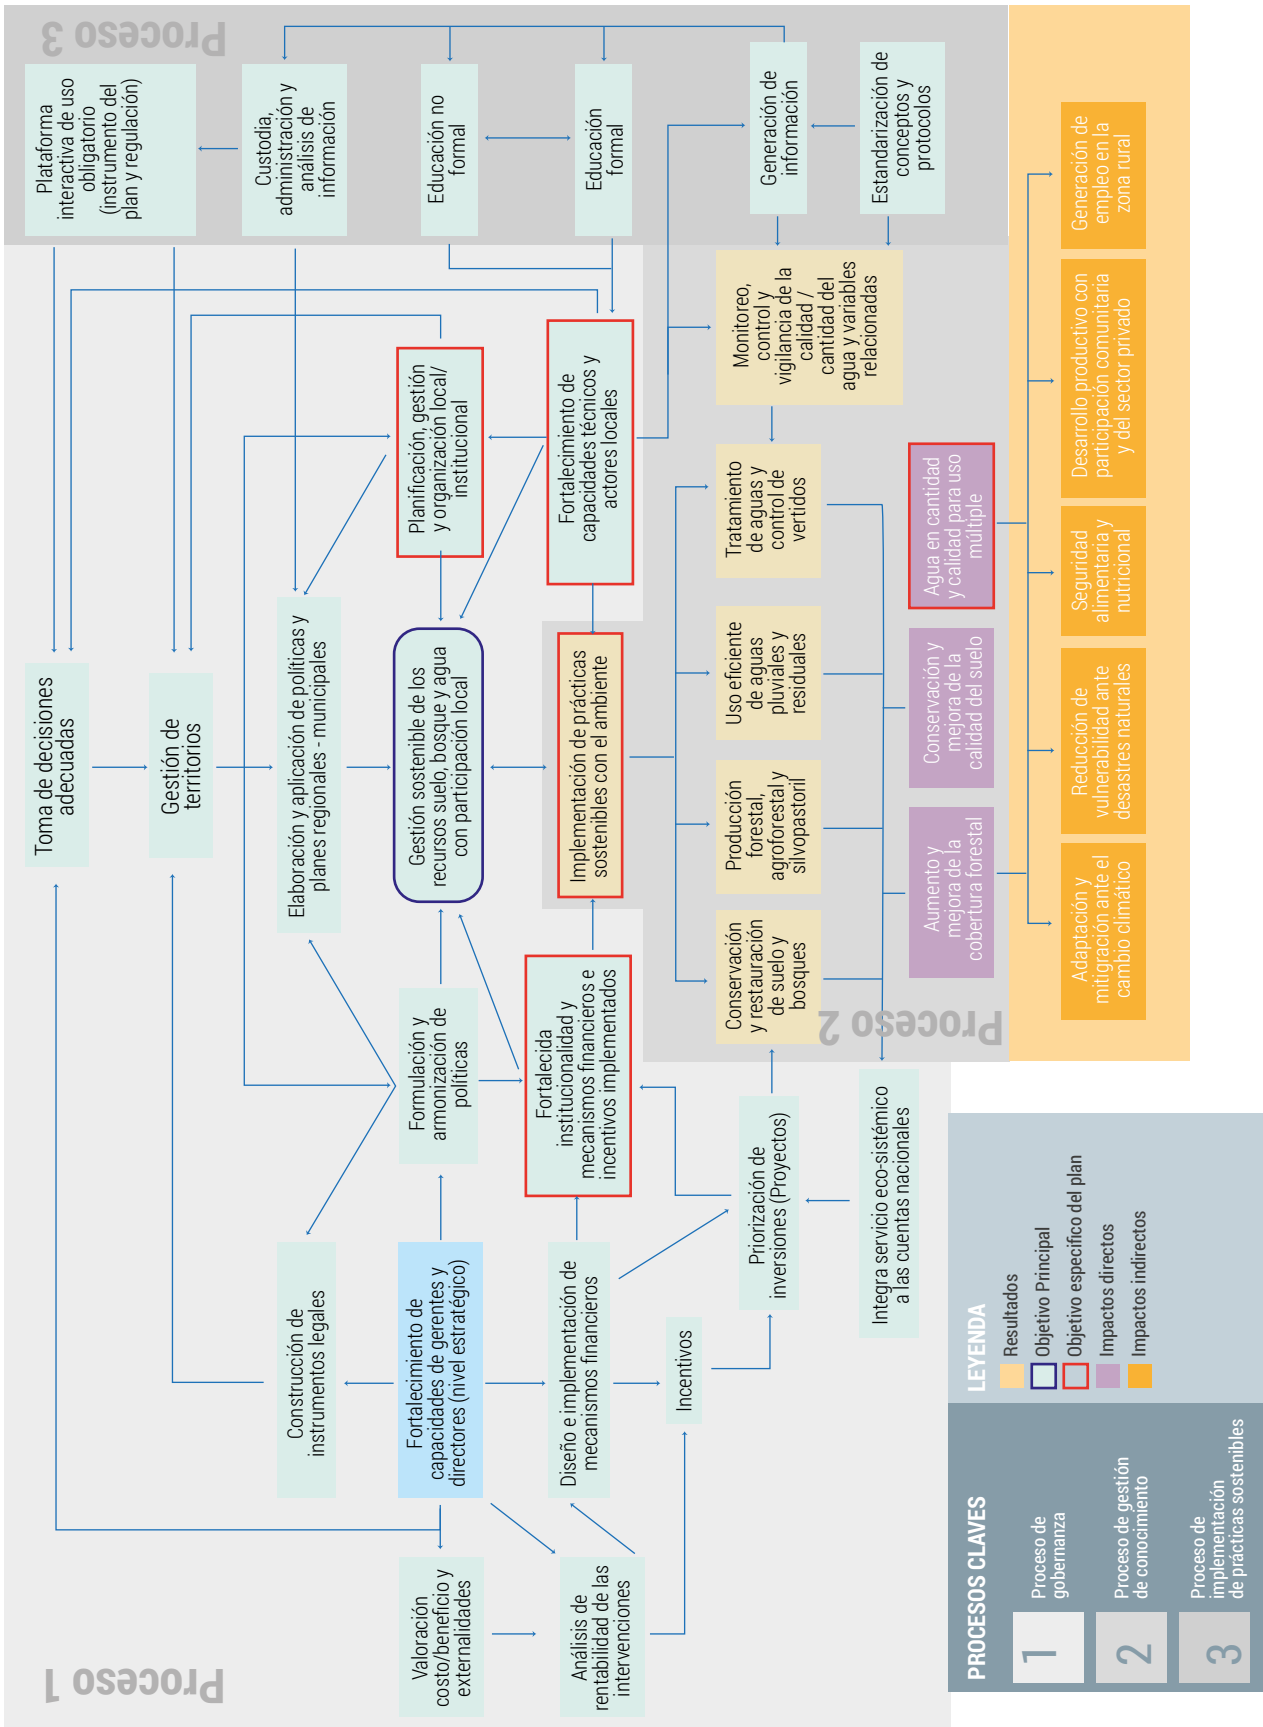 Proceso 1
Proceso 3
Toma de decisiones
adecuadas
Plataforma
interactiva de uso
obligatorio
(instrumento del
plan y regulación)
Gestión de
territorios
Custodia,
administración y
análisis de
información
Construcción de
instrumentos legales
Elaboración y aplicación de políticas y
planes regionales - municipales
Valoración
costo/beneficio y
externalidades
Fortalecimiento de
capacidades de gerentes y
directores (nivel estratégico)
Formulación y
armonización de
políticas
Gestión sostenible de los
recursos suelo, bosque y agua
con participación local
Planificación, gestión
y organización local/
institucional
Educación no
formal
Análisis de
rentabilidad de las
intervenciones
Diseño e implementación de
mecanismos financieros
Fortalecida
institucionalidad y
mecanismos financieros e
incentivos implementados
Implementación de prácticas
sostenibles con el ambiente
Fortalecimiento de
capacidades técnicos y
actores locales
Educación
formal
Incentivos
Priorización de
inversiones (Proyectos)
Conservación
y restauración
de suelo y
bosques
Producción
forestal,
agroforestal y
silvopastoril
Uso eficiente
de aguas
pluviales y
residuales
Tratamiento
de aguas y
control de
vertidos
Monitoreo,
control y
vigilancia de la
calidad /
cantidad del
agua y variables
relacionadas
Generación de
información
Estandarización de
conceptos y
protocolos
Integra servicio eco-sistémico
a las cuentas nacionales
Proceso 2
Aumento y
mejora de la
cobertura forestal
Conservación y
mejora de la
calidad del suelo
Agua en cantidad
y calidad para uso
múltiple
Adaptación y
mitigración ante el
cambio climático
Reducción de
vulnerabilidad ante
desastres naturales
Seguridad
alimentaria y
nutricional
Desarrollo productivo con
participación comunitaria
y del sector privado
Generación de
empleo en la
zona rural
PROCESOS CLAVES
1
Proceso de
gobernanza
2
Proceso de gestión
de conocimiento
3
Proceso de
implementación
de prácticas sostenibles
LEYENDA
Resultados
Objetivo Principal
Objetivo especifico del plan
Impactos directos
Impactos indirectos